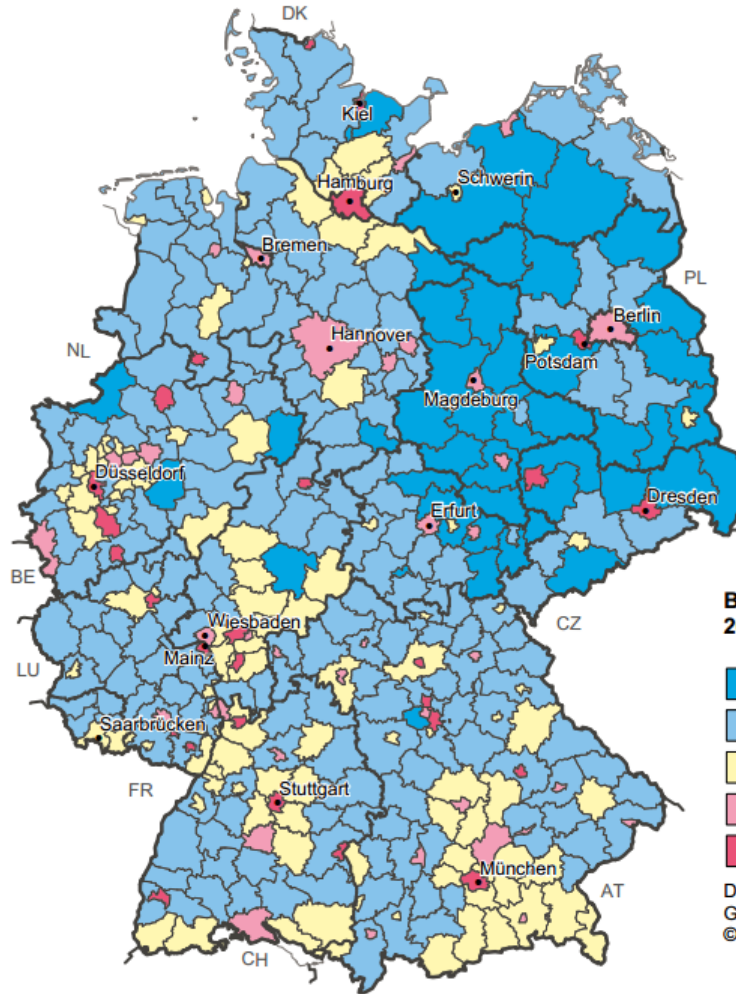 DK
Kiel
Hamburg
Schwerin
Bremen
PL
Berlin
Hannover
NL
Potsdam
Magdeburg
Düsseldorf
Dresden
Erfurt
BE
B
2
CZ
Wiesbaden
LU
Mainz
Saarbrücken
FR
Stuttgart
München
AT
D
G
©
CH